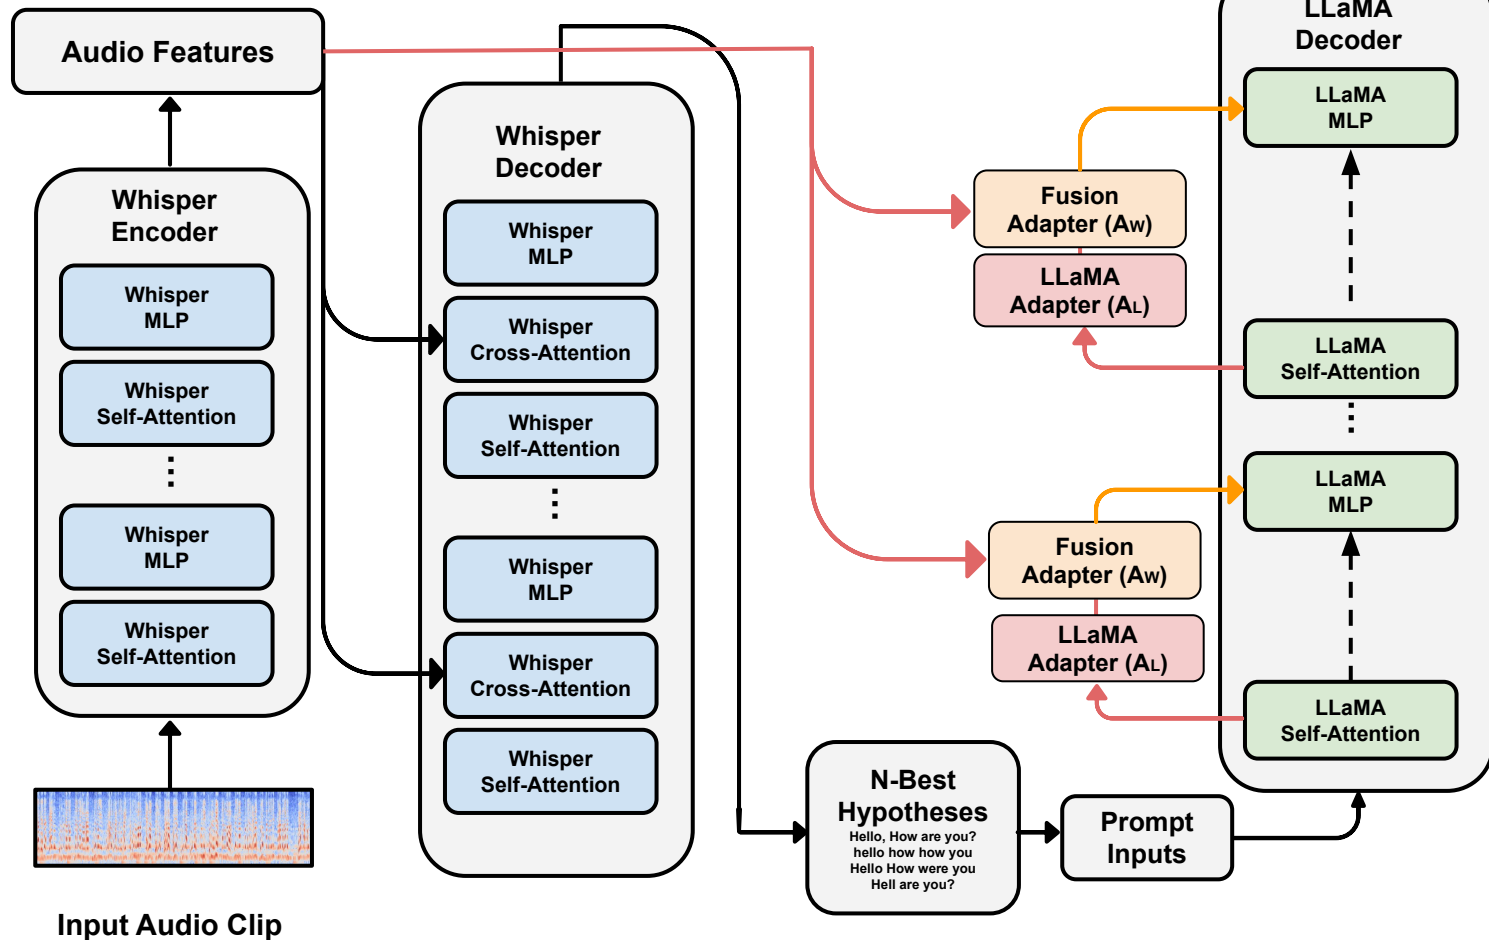 Audio Features
Whisper
Encoder
Whisper
MLP
Whisper
Self-Attention
Whisper
MLP
Whisper
Self-Attention
Input Audio Clip
Whisper
Decoder
Whisper
MLP
Whisper
Cross-Attention
Whisper
Self-Attention
Whisper
MLP
Whisper
Cross-Attention
Whisper
Self-Attention
N-Best
Hypotheses
Hello, How are you?
hello how how you
Hello How were you
Hell are you?
Prompt
Inputs
Fusion
Adapter (AW)
LLaMA
Adapter (AL)
Fusion
Adapter (AW)
LLaMA
Adapter (AL)
LLaMA
Decoder
LLaMA
MLP
LLaMA
Self-Attention
LLaMA
MLP
LLaMA
Self-Attention